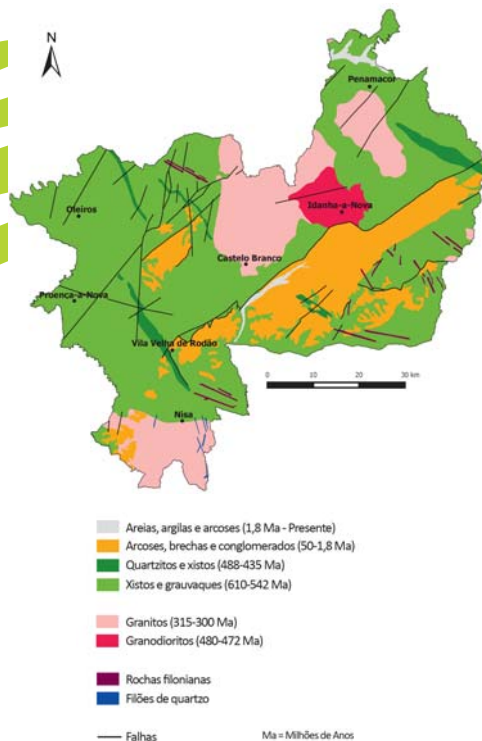 N
Penamacor
Oleiros
Idanha-a-Nova
Castelo Branco
Proença-a-Nova
Vila Velha de Rodão
0 10 20 30 km
Nisa
Areias, argilas e arcoses (1,8 Ma - Presente)
Arcoses, brechas e conglomerados (50-1,8 Ma)
Quartzitos e xistos (488-435 Ma)
Xistos e grauvaques (610-542 Ma)
Granitos (315-300 Ma)
Granodioritos (480-472 Ma)
Rochas filonianas
Filões de quartzo
Falhas Ma = Milhões de Anos